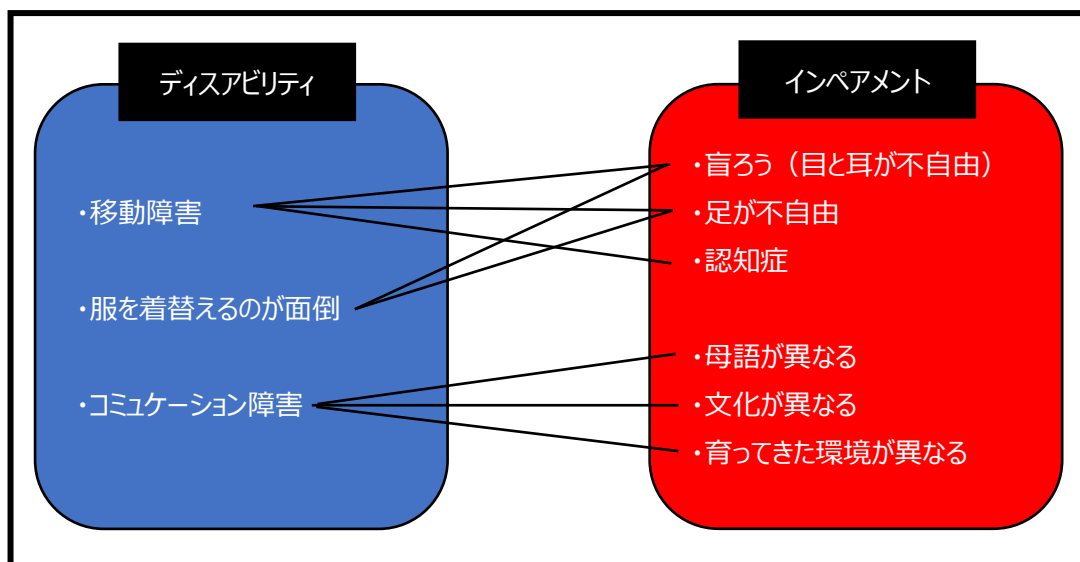 ディスアビリティ
・移動障害
・服を着替えるのが面倒
・コミュケーション障害
インペアメント
・盲ろう（目と耳が不自由）
・足が不自由
・認知症
・母語が異なる
・文化が異なる
・育ってきた環境が異なる